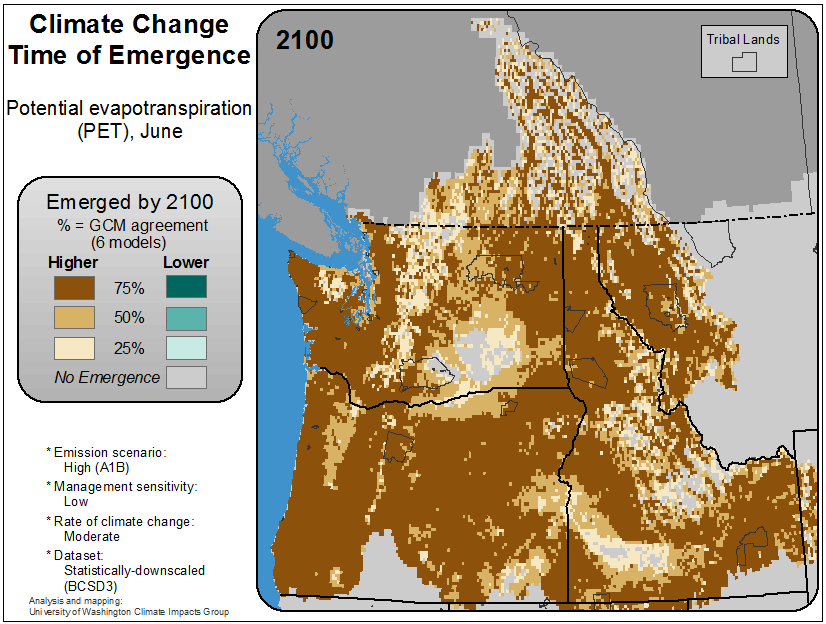 Climate Change
Time of Emergence
Potential evapotranspiration
(PET), June
Emerged by 2100
% = GCM agreement
(6 models)
Higher Lower
75%
50%
25%
No Emergence
* Emission scenario:
High (A1B)
* Management sensitivity:
Low
* Rate of climate change:
Moderate
* Dataset:
Statistically-downscaled
(BCSD3)
Analysis and mapping:
University of Washington Climate Impacts Group
2100
Tribal Lands